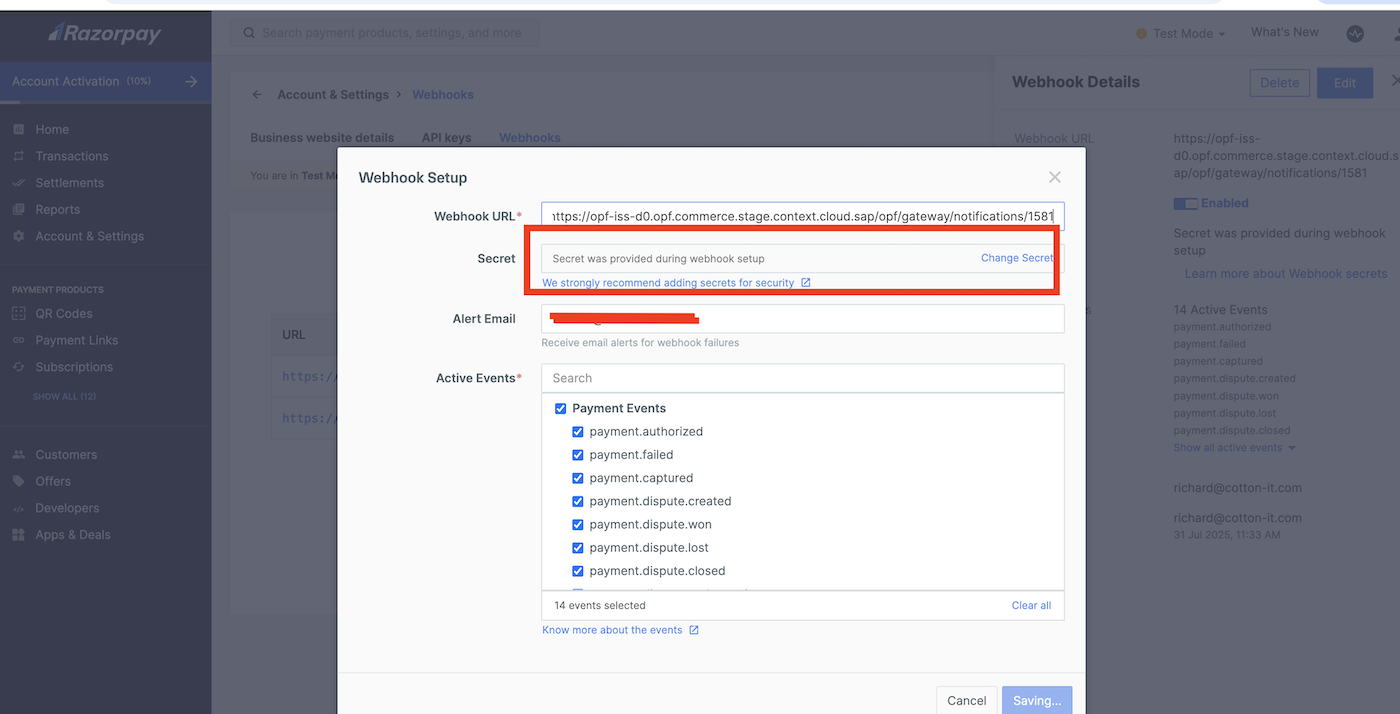 Razorpay
Search payment products, settings, and more
Test Mode
What's New
Account Activation (10%)
Home
Transactions
Settlements
Reports
Account & Settings
PAYMENT PRODUCTS
QR Codes
Payment Links
Subscriptions
SHOW ALL (12)
Customers
Offers
Developers
Apps & Deals
Account & Settings > Webhooks
Business website details API keys Webhooks
You are in Test
URL
https:/
https:/
Webhook Setup
Webhook URL*
ttps://opf-iss-d0.opf.commerce.stage.context.cloud.sap/opf/gateway/notifications/1581
Secret
Secret was provided during webhook setup
Change Secret
We strongly recommend adding secrets for security
Alert Email
Receive email alerts for webhook failures
Active Events*
Search
Payment Events
payment.authorized
payment.failed
payment.captured
payment.dispute.created
payment.dispute.won
payment.dispute.lost
payment.dispute.closed
14 events selected
Clear all
Know more about the events
Cancel
Saving...
Webhook Details
Delete
Edit
Webhook URL
https://opf-iss-
d0.opf.commerce.stage.context.cloud.s
ap/opf/gateway/notifications/1581
Enabled
Secret was provided during webhook
setup
Learn more about Webhook secrets
14 Active Events
payment.authorized
payment.failed
payment.captured
payment.dispute.created
payment.dispute.won
payment.dispute.lost
payment.dispute.closed
Show all active events
richard@cotton-it.com
richard@cotton-it.com
31 Jul 2025, 11:33 AM